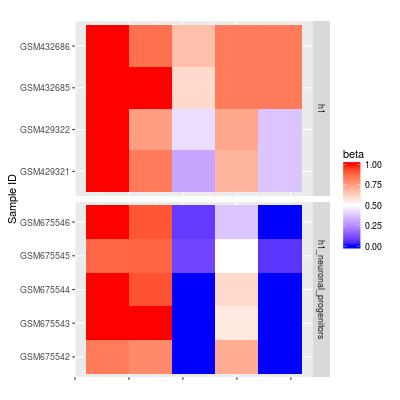 GSM432686
GSM432685
GSM429322
GSM429321
h1
GSM675546
GSM675545
GSM675544
GSM675543
GSM675542
h1_neuronal_progenitors
Sample ID
beta
1.00
0.75
0.50
0.25
0.00